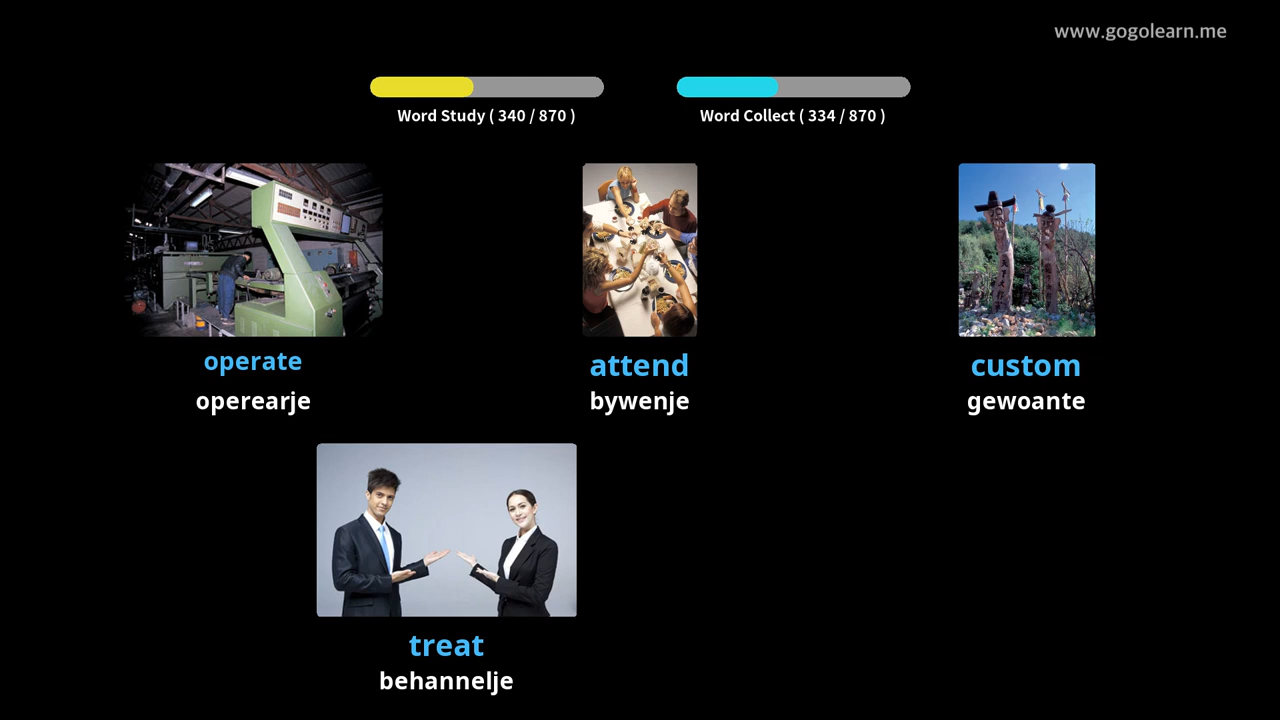 www.gogolearn.me
Word Study ( 340 / 870 )
Word Collect ( 334 / 870 )
operate
operearje
attend
bywenje
custom
gewoante
treat
behannelje